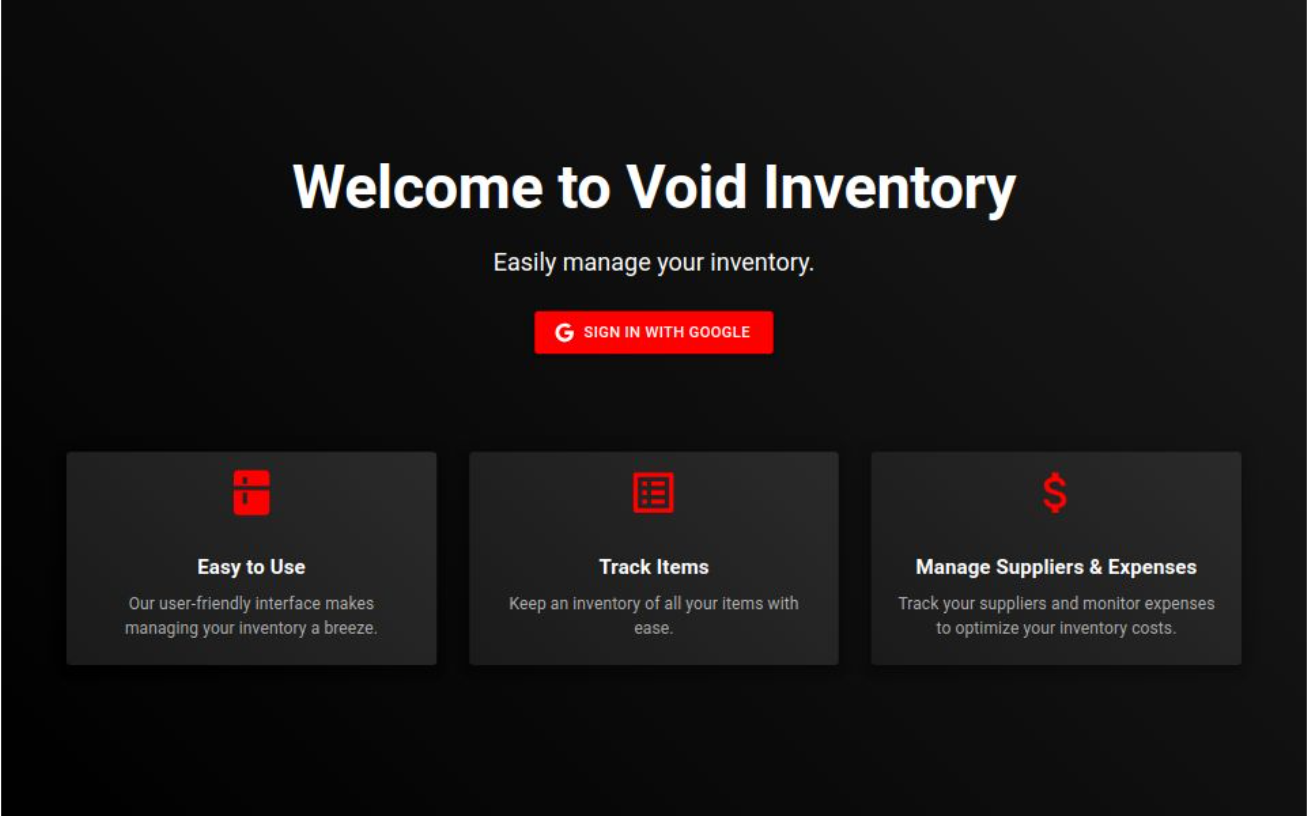 Welcome to Void Inventory
Easily manage your inventory.
SIGN IN WITH GOOGLE
Easy to Use
Our user-friendly interface makes
managing your inventory a breeze.
Track Items
Keep an inventory of all your items with
ease.
Manage Suppliers & Expenses
Track your suppliers and monitor expenses
to optimize your inventory costs.